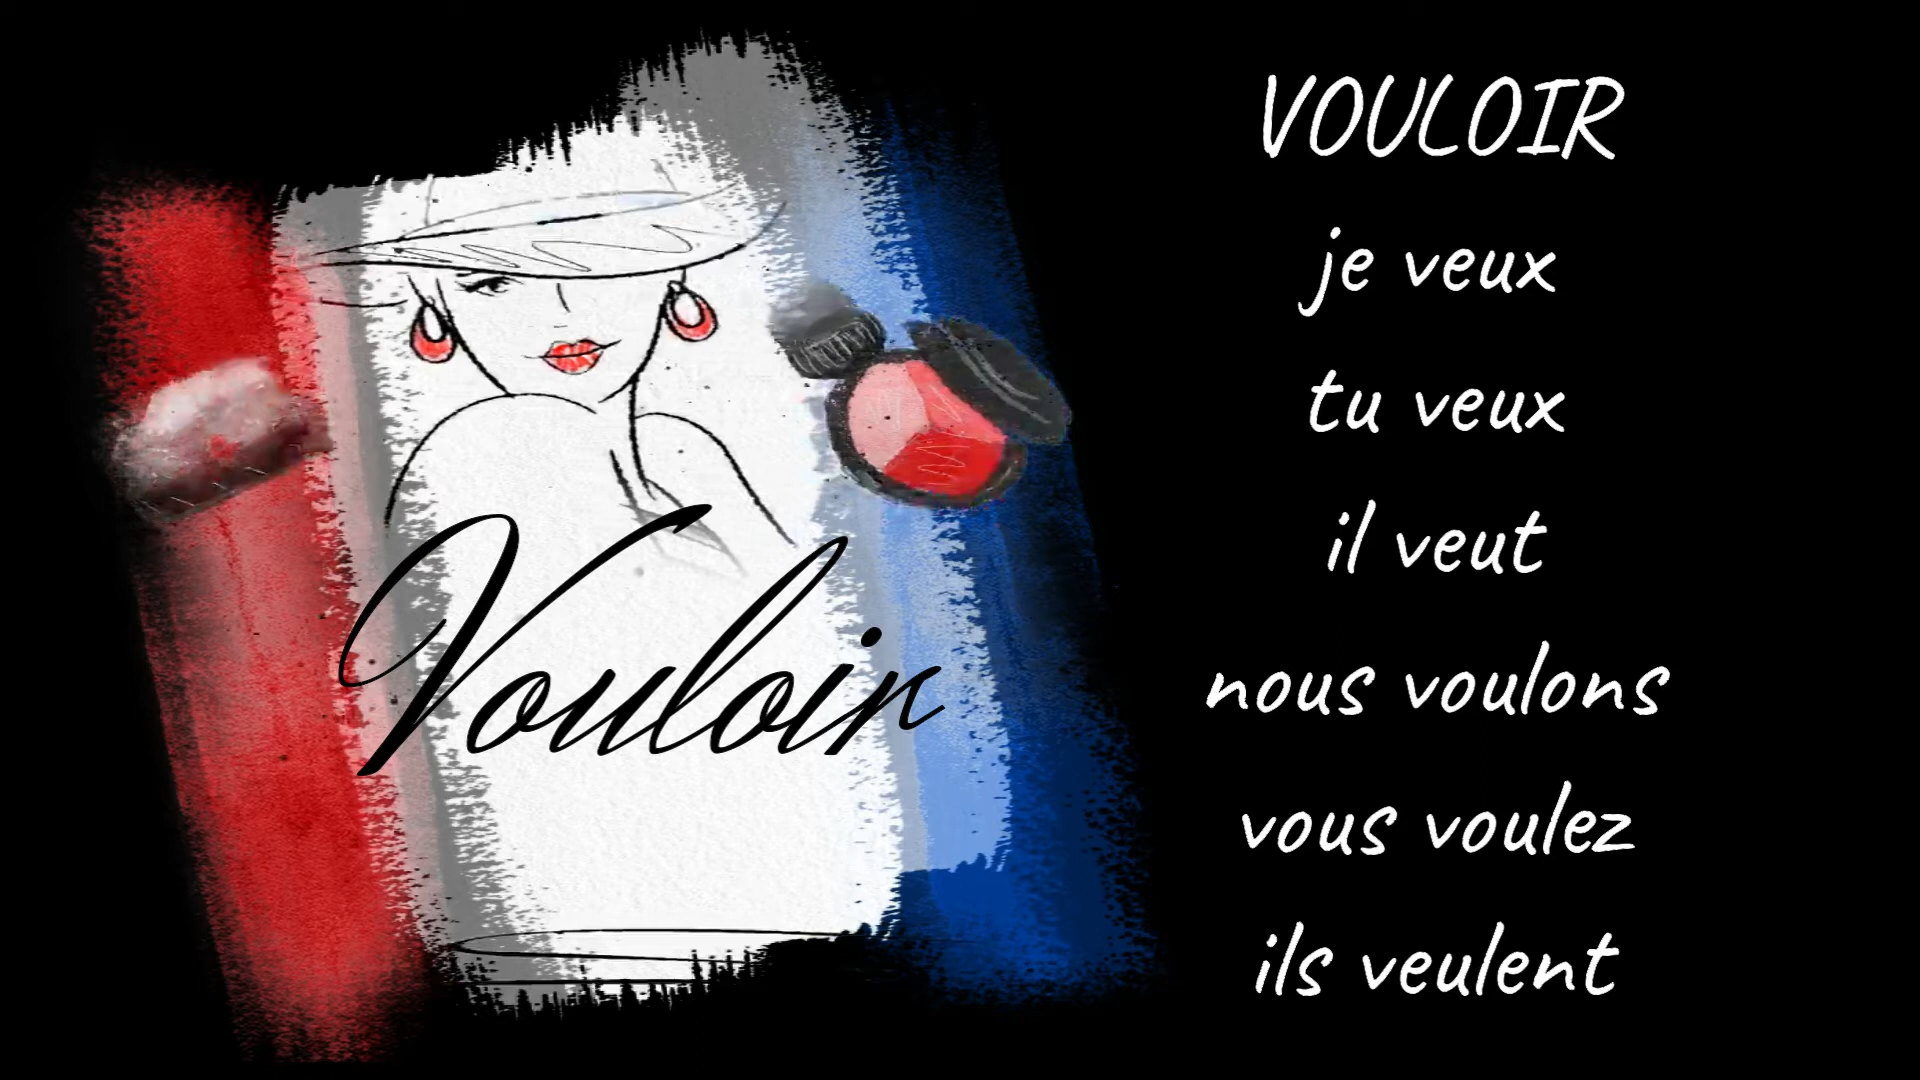 Vouloir
VOULOIR
je veux
tu veux
il veut
nous voulons
vous voulez
ils veulent